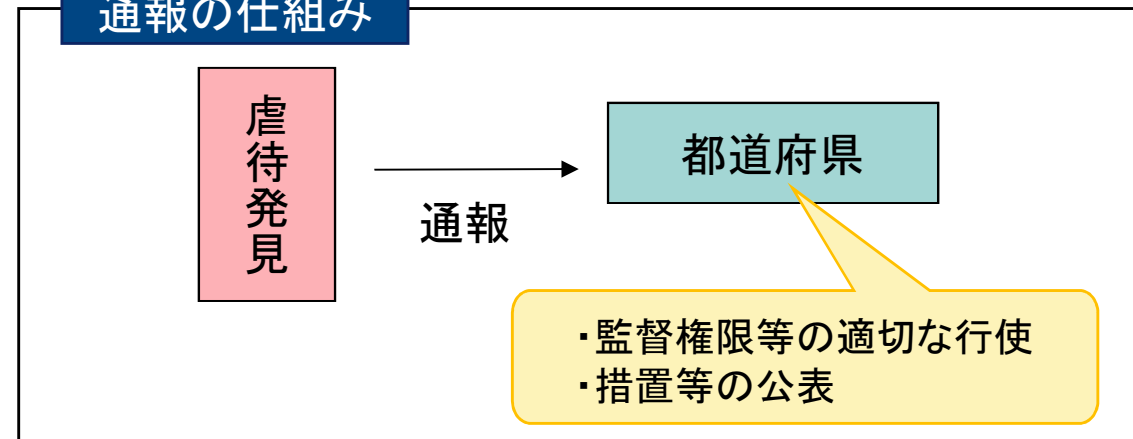 通報の仕組み
虐待発見
都道府県
通報
・監督権限等の適切な行使
・措置等の公表